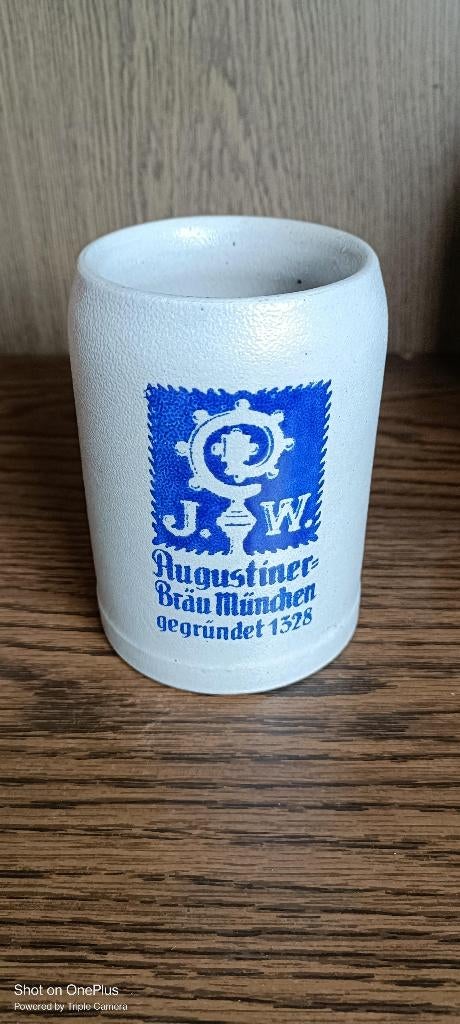 J. W.
Augustiner=
Bräu München
gegründet 1328
Shot on OnePlus
Powered by Triple Camera